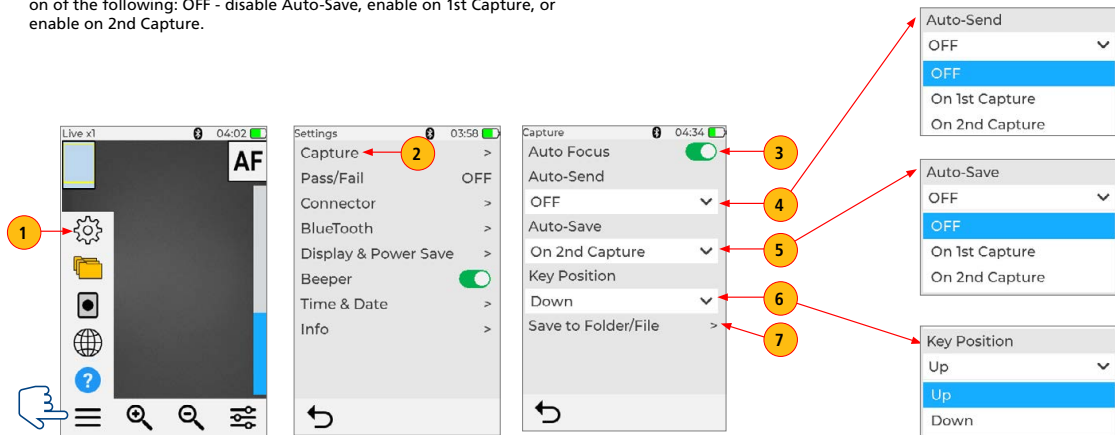 on of the following: OFF - disable Auto-Save, enable on 1st Capture, or
enable on 2nd Capture.
Live x1 04:02
AF
1
?
Settings 03:58
Capture 2 >
Pass/Fail OFF
Connector >
BlueTooth >
Display & Power Save >
Beeper
Time & Date >
Info >
Capture 04:34
Auto Focus 3
Auto-Send
OFF 4
Auto-Save
On 2nd Capture 5
Key Position
Down 6
Save to Folder/File > 7
Auto-Send
OFF
OFF
On 1st Capture
On 2nd Capture
Auto-Save
OFF
OFF
On 1st Capture
On 2nd Capture
Key Position
Up
Up
Down